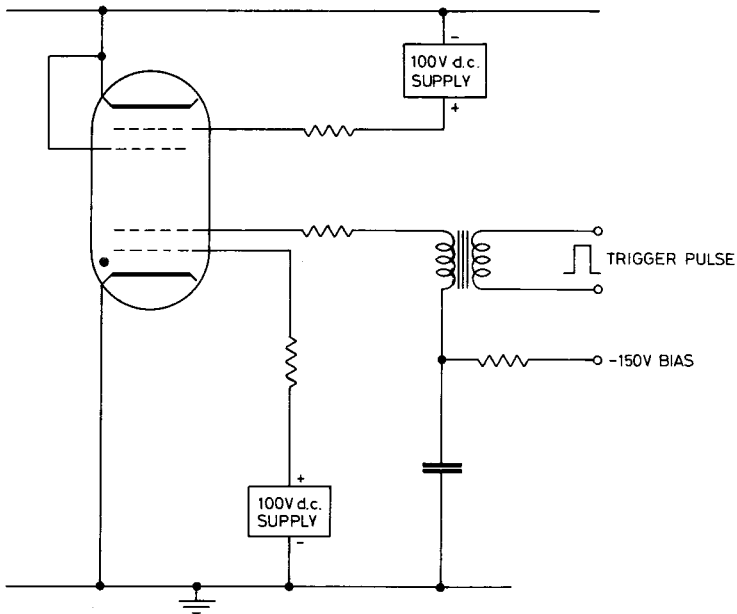 -
100V d.c.
SUPPLY
+
TRIGGER PULSE
-150V BIAS
+
100V d.c.
SUPPLY
-